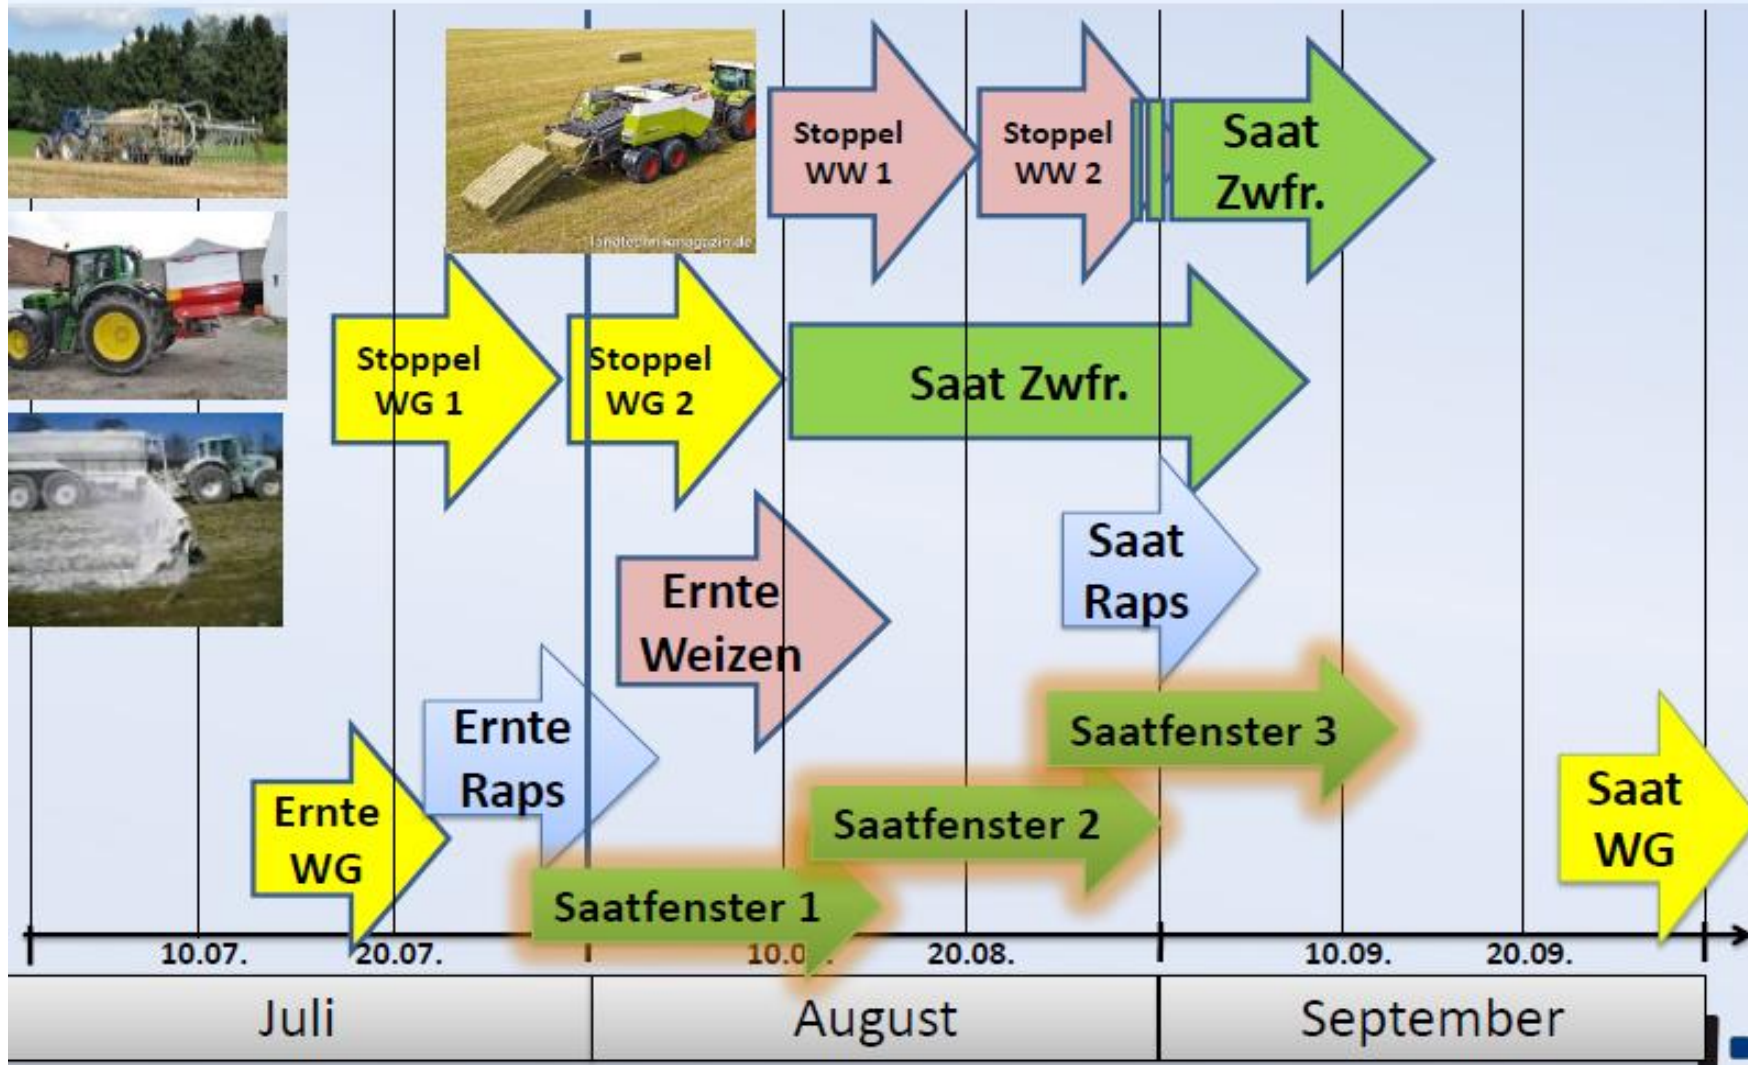 landtechnikmagazin.de
Stoppel
WW 1
Stoppel
WW 2
Saat
Zwfr.
Stoppel
WG 1
Stoppel
WG 2
Saat Zwfr.
Ernte
Weizen
Saat
Raps
Ernte
Raps
Saatfenster 3
Ernte
WG
Saatfenster 2
Saat
WG
Saatfenster 1
10.07.
20.07.
20.08.
10.09.
20.09.
Juli
August
September